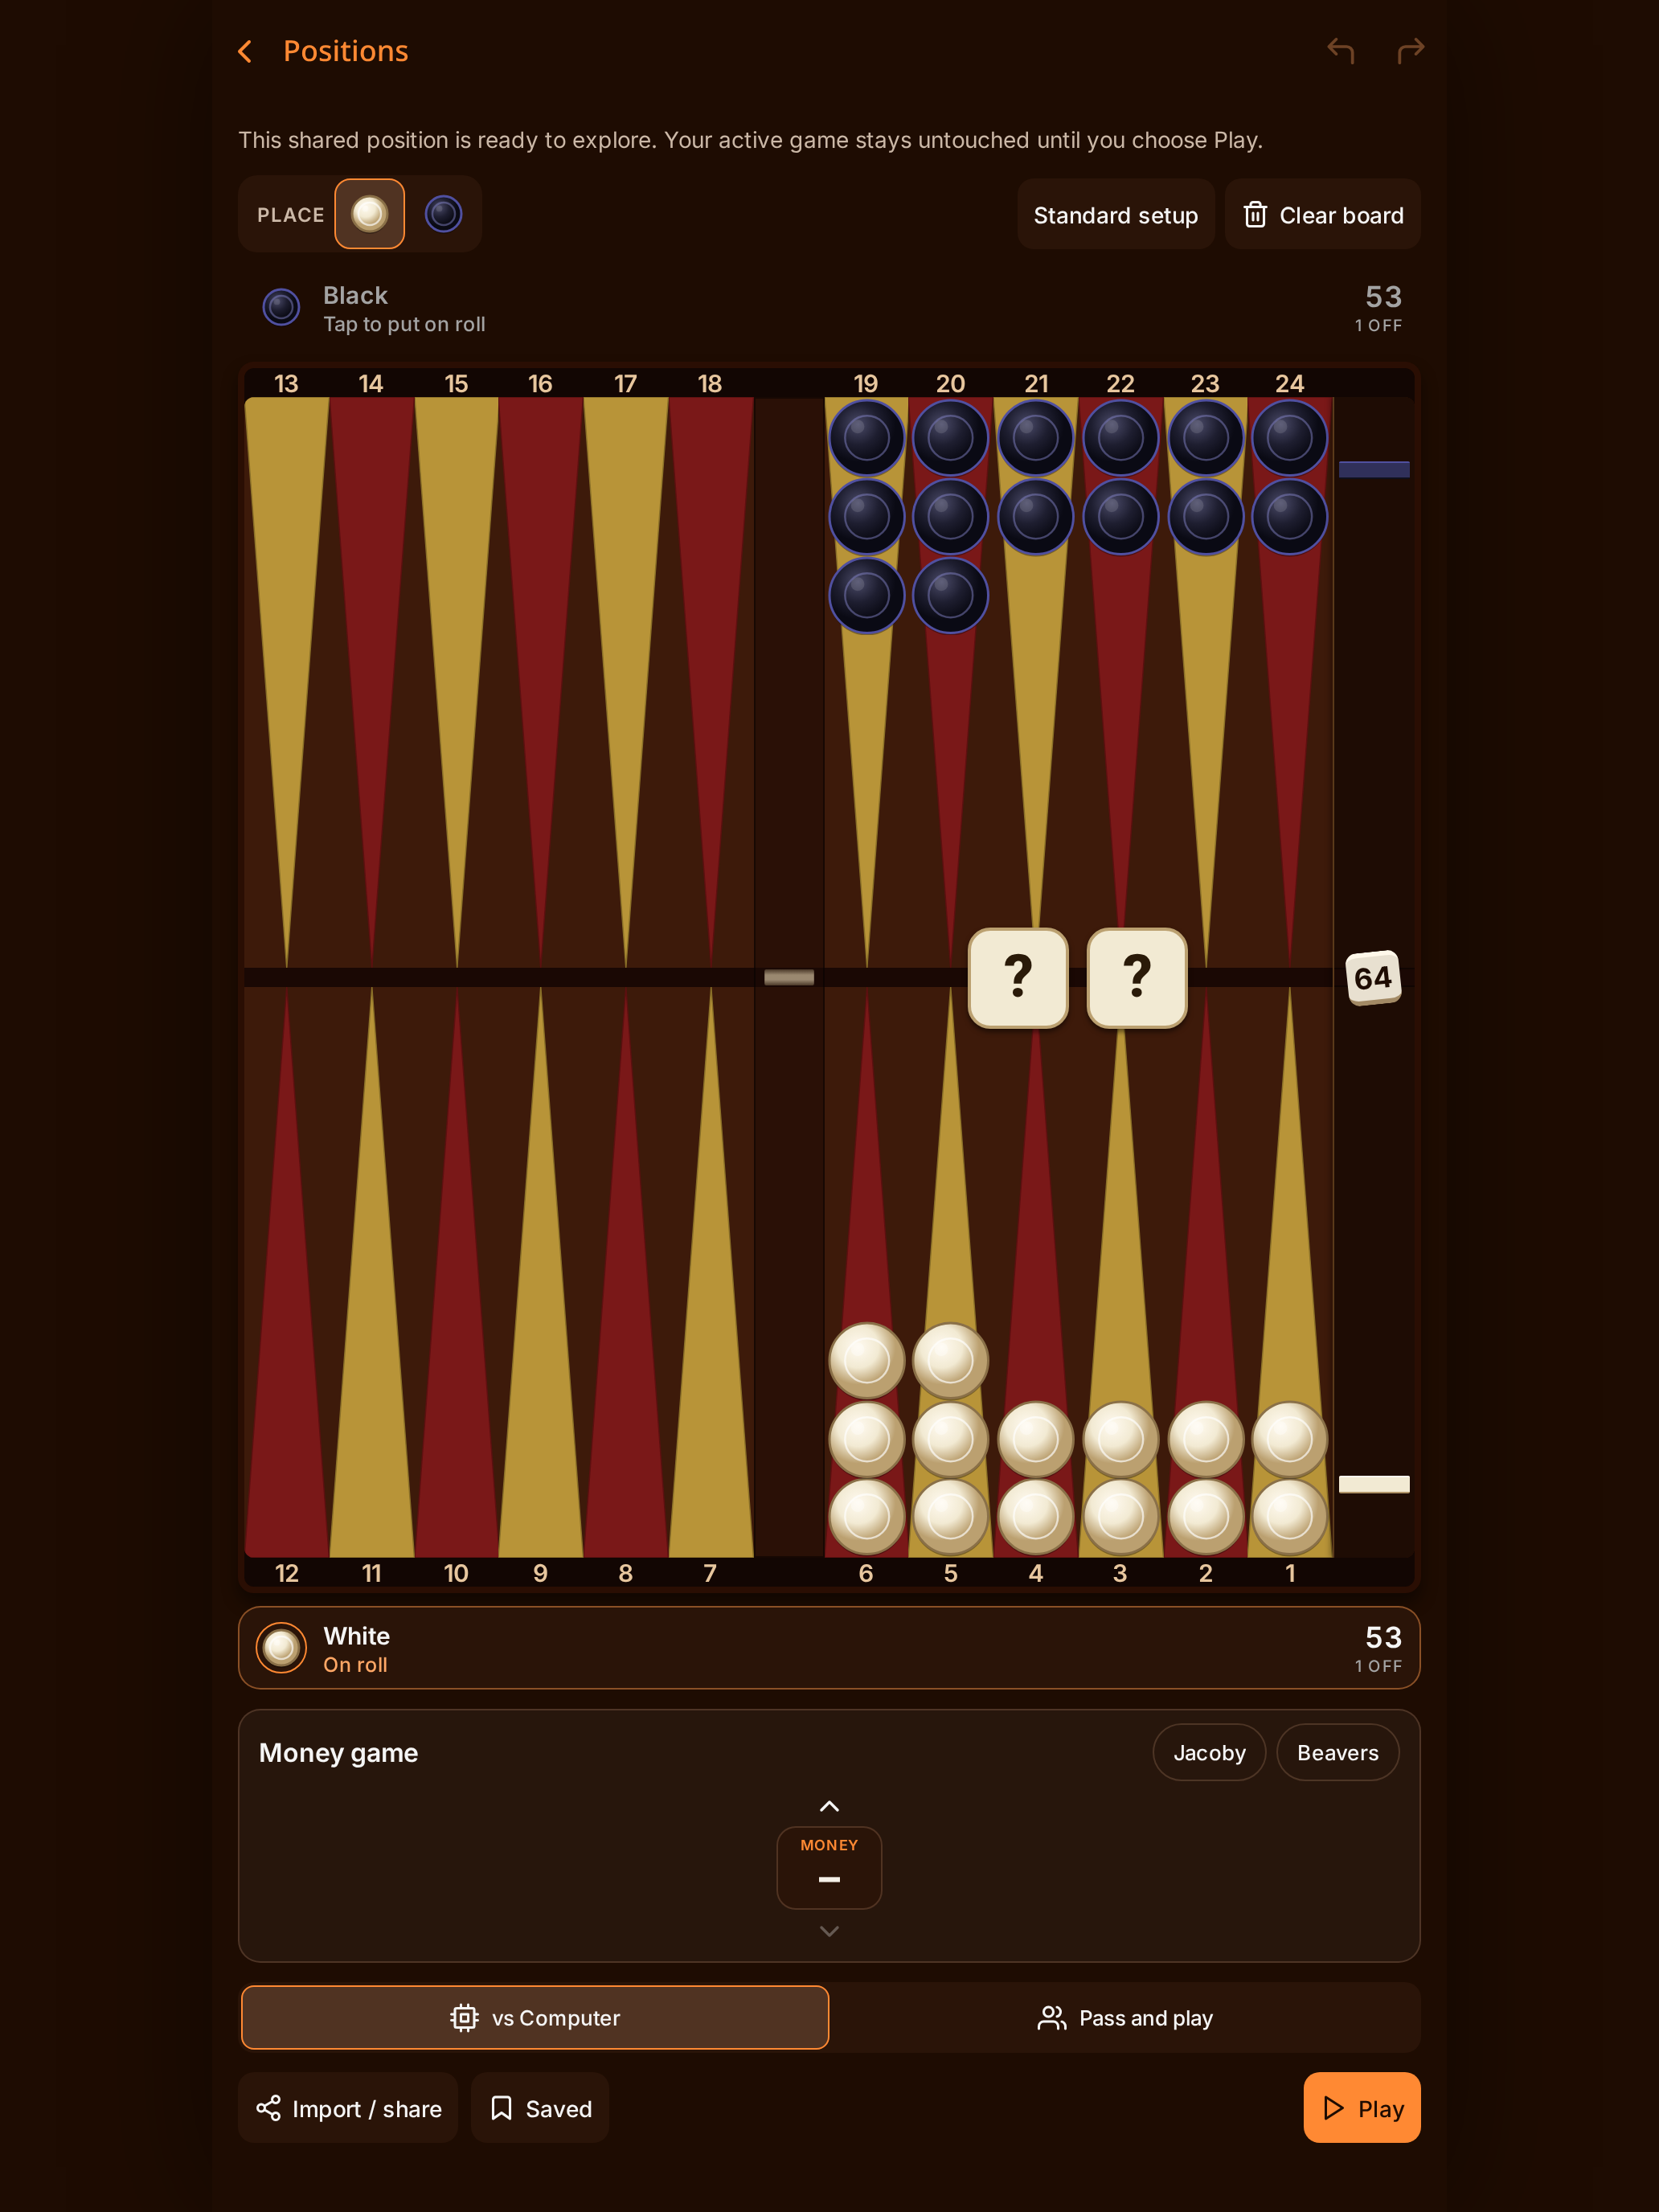 Positions
This shared position is ready to explore. Your active game stays untouched until you choose Play.
PLACE
Standard setup
Clear board
Black
Tap to put on roll
53
1 OFF
13 14 15 16 17 18 19 20 21 22 23 24
? ?
64
12 11 10 9 8 7 6 5 4 3 2 1
White
On roll
53
1 OFF
Money game
Jacoby
Beavers
MONEY
–
vs Computer
Pass and play
Import / share
Saved
Play